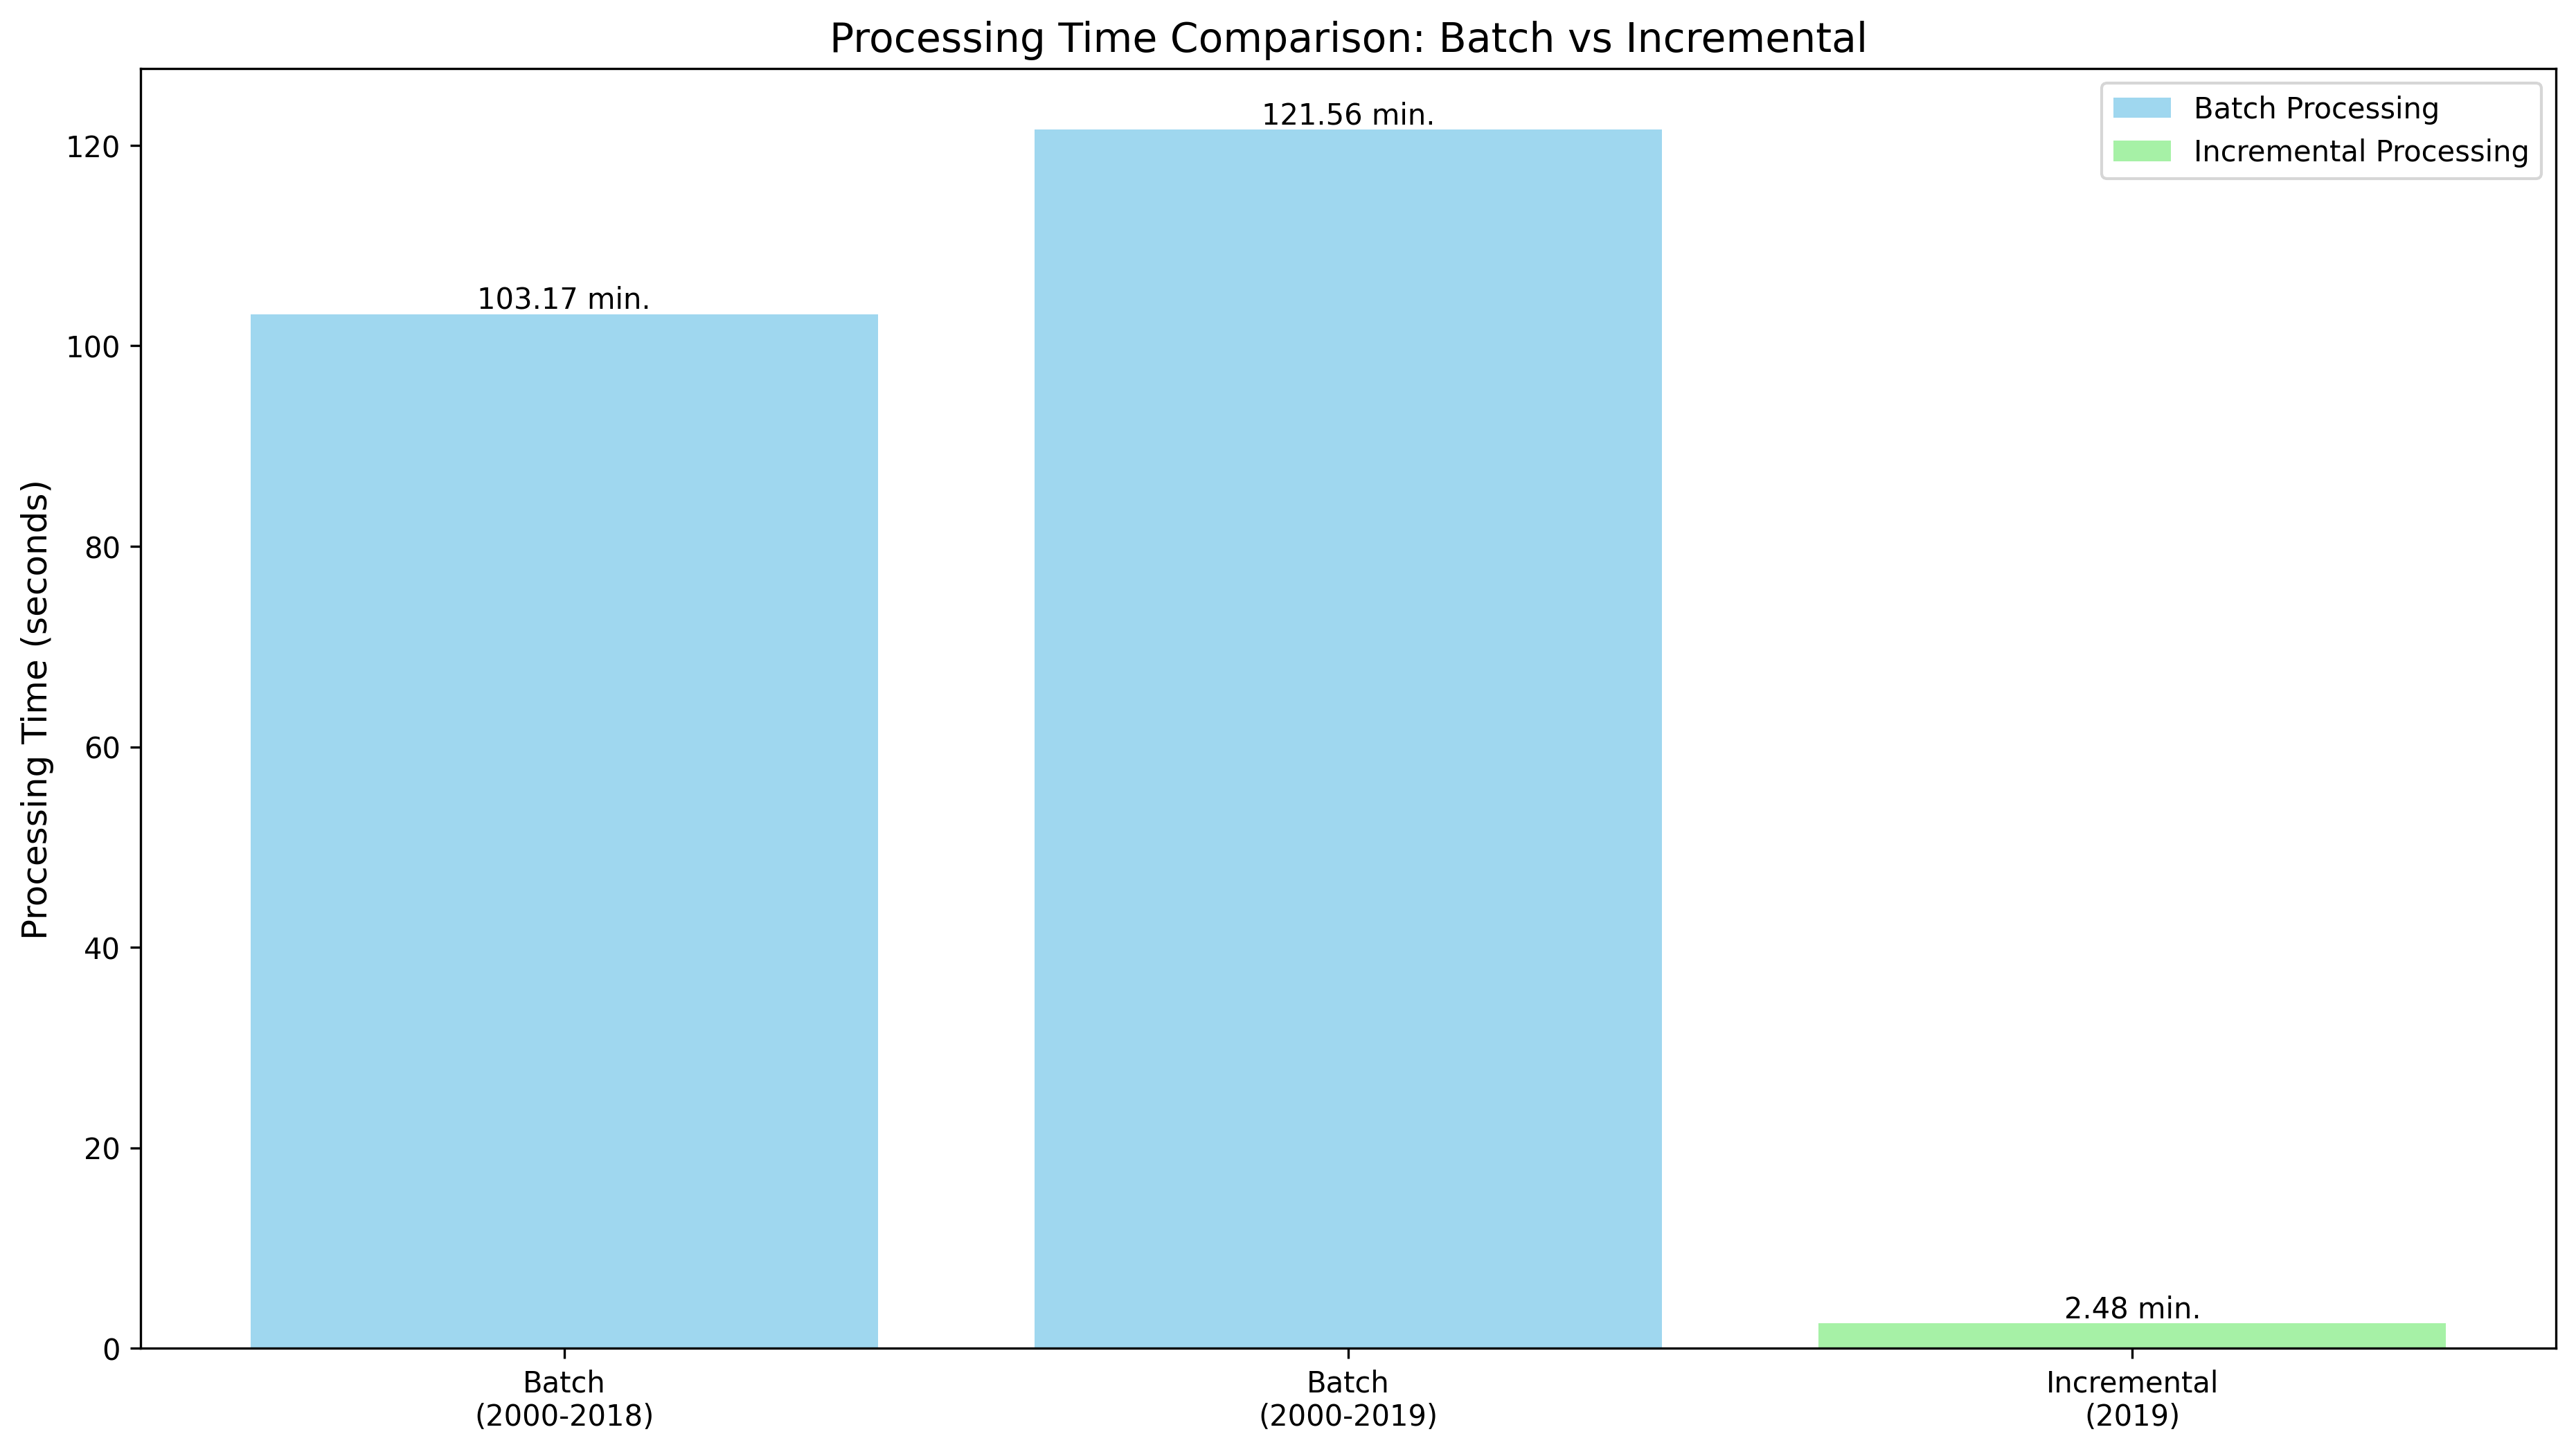 Processing Time Comparison: Batch vs Incremental
Batch Processing
Incremental Processing
Processing Time (seconds)
120
100
80
60
40
20
0
103.17 min.
121.56 min.
2.48 min.
Batch
(2000-2018)
Batch
(2000-2019)
Incremental
(2019)